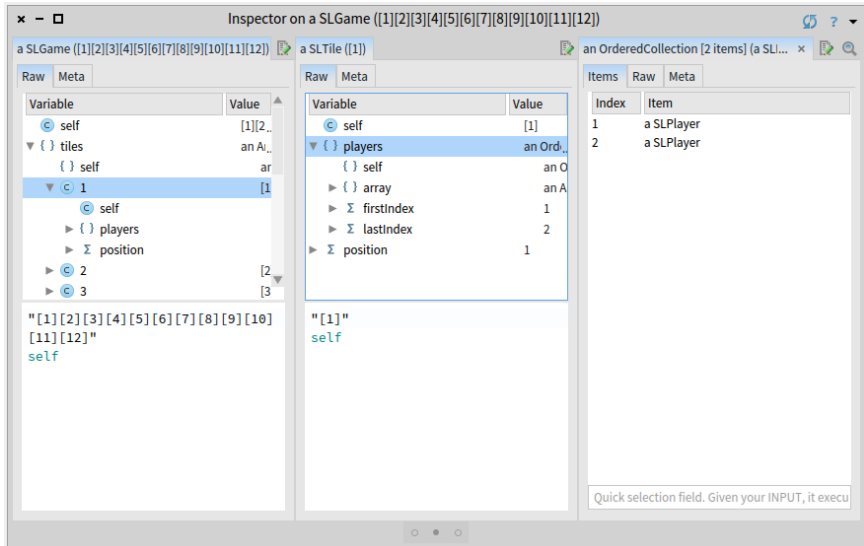 Inspector on a SLGame ([1][2][3][4][5][6][7][8][9][10][11][12])
?
a SLGame ([1][2][3][4][5][6][7][8][9][10][11][12])
Raw Meta
Variable Value
C self [1][2..
{ } tiles an Ar..
{ } self ar
C 1 [1
C self
{ } players
Σ position
C 2 [2
C 3 [3
"[1][2][3][4][5][6][7][8][9][10]
[11][12]"
self
a SLTile ([1])
Raw Meta
Variable Value
C self [1]
{ } players an Orde..
{ } self an O
{ } array an A
Σ firstIndex 1
Σ lastIndex 2
Σ position 1
"[1]"
self
an OrderedCollection [2 items] (a SLI... ×
Items Raw Meta
Index Item
1 a SLPlayer
2 a SLPlayer
Quick selection field. Given your INPUT, it execu